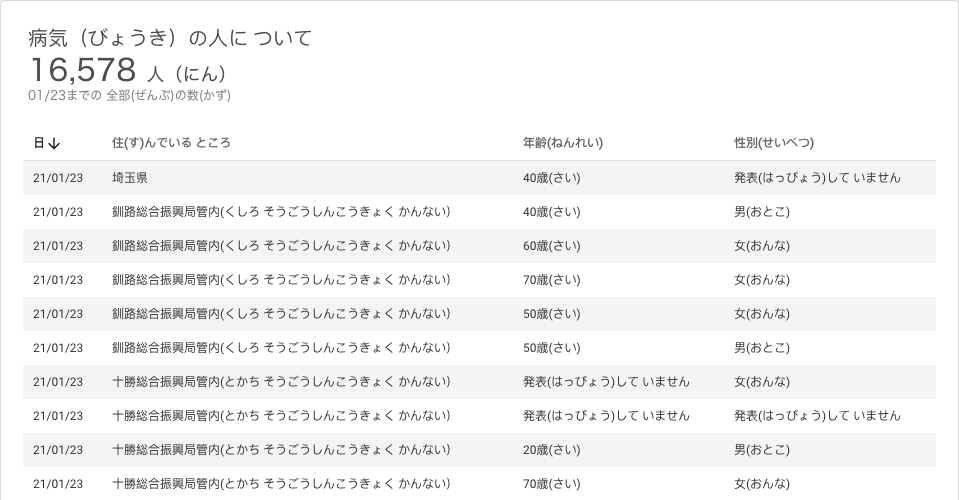 病気（びょうき）の人に ついて
16,578 人（にん）
01/23までの 全部(ぜんぶ)の数(かず)
日↓ 住(す)んでいる ところ 年齢(ねんれい) 性別(せいべつ)
21/01/23 埼玉県 40歳(さい) 発表(はっぴょう)して いません
21/01/23 釧路総合振興局管内(くしろ そうごうしんこうきょく かんない) 40歳(さい) 男(おとこ)
21/01/23 釧路総合振興局管内(くしろ そうごうしんこうきょく かんない) 60歳(さい) 女(おんな)
21/01/23 釧路総合振興局管内(くしろ そうごうしんこうきょく かんない) 70歳(さい) 女(おんな)
21/01/23 釧路総合振興局管内(くしろ そうごうしんこうきょく かんない) 50歳(さい) 女(おんな)
21/01/23 釧路総合振興局管内(くしろ そうごうしんこうきょく かんない) 50歳(さい) 男(おとこ)
21/01/23 十勝総合振興局管内(とかち そうごうしんこうきょく かんない) 発表(はっぴょう)して いません 女(おんな)
21/01/23 十勝総合振興局管内(とかち そうごうしんこうきょく かんない) 発表(はっぴょう)して いません 発表(はっぴょう)して いません
21/01/23 十勝総合振興局管内(とかち そうごうしんこうきょく かんない) 20歳(さい) 男(おとこ)
21/01/23 十勝総合振興局管内(とかち そうごうしんこうきょく かんない) 70歳(さい) 女(おんな)